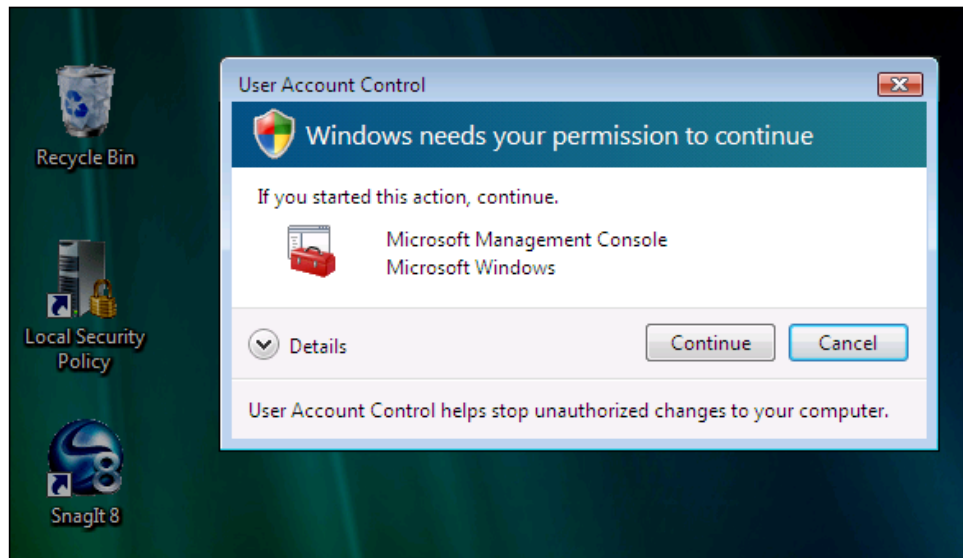 Recycle Bin
Local Security
Policy
SnagIt 8
User Account Control
Windows needs your permission to continue
If you started this action, continue.
Microsoft Management Console
Microsoft Windows
Details
Continue
Cancel
User Account Control helps stop unauthorized changes to your computer.